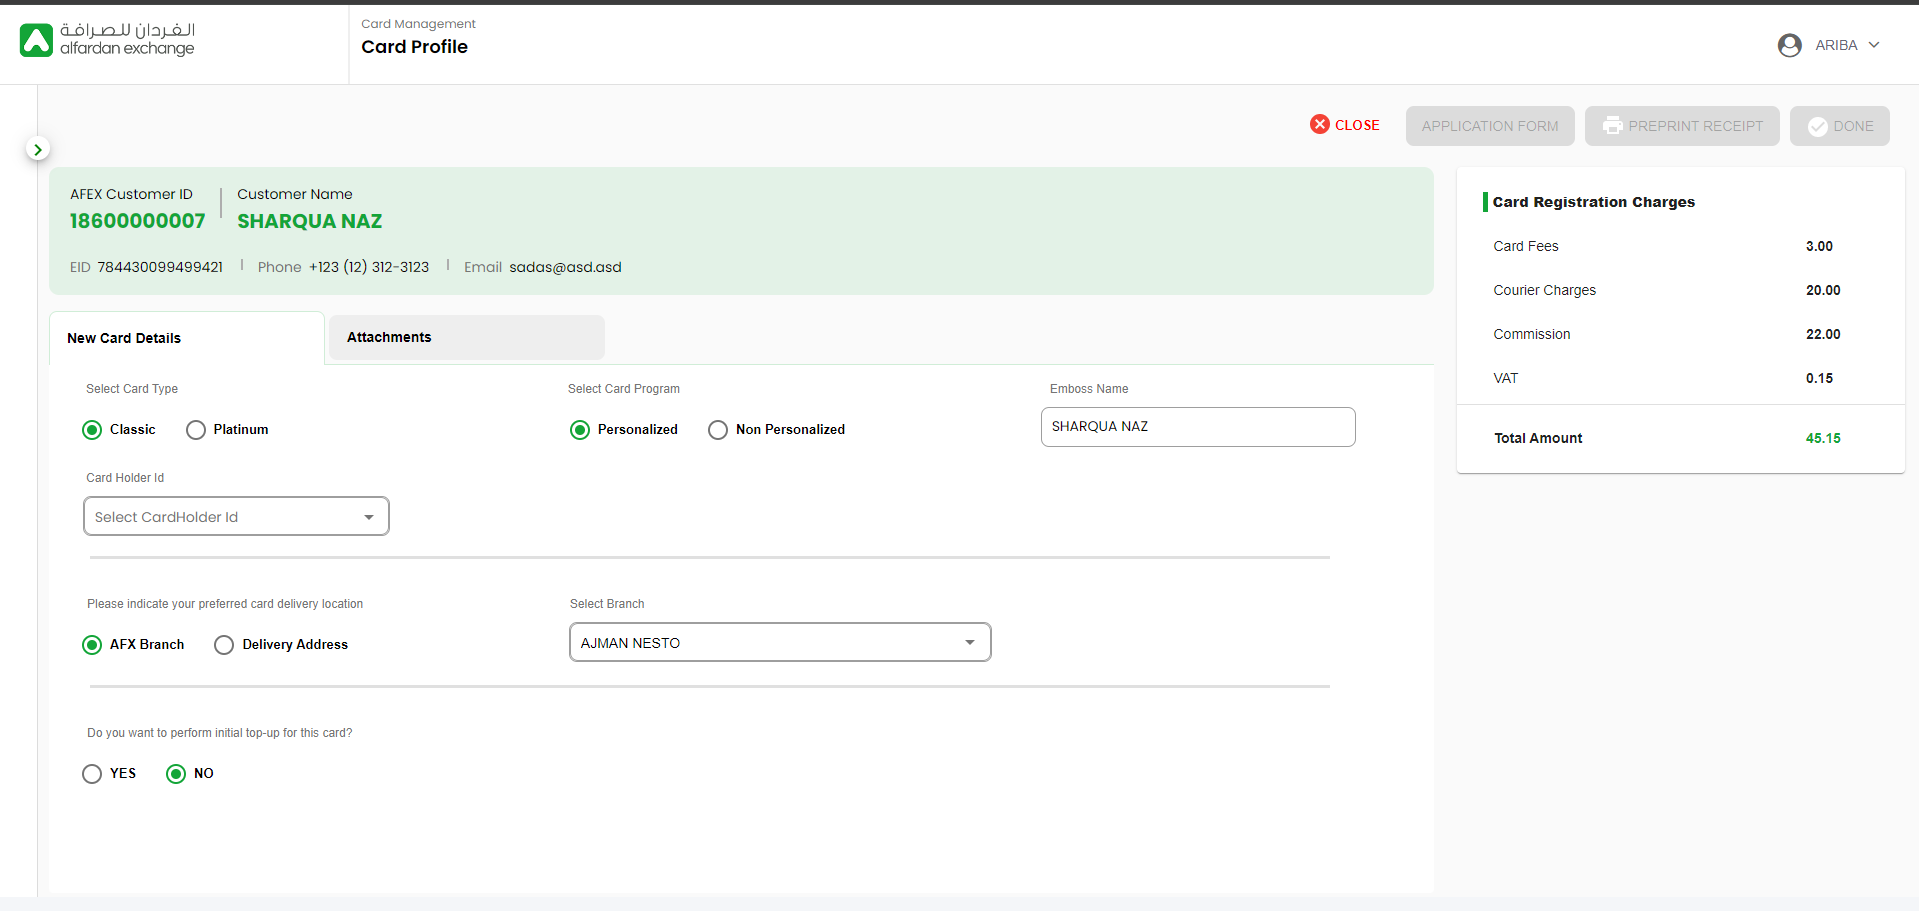 الفردان للصرافة
alfardan exchange
Card Management
Card Profile
ARIBA
CLOSE
APPLICATION FORM
PREPRINT RECEIPT
DONE
AFEX Customer ID
18600000007
Customer Name
SHARQUA NAZ
EID 784430099499421
Phone +123 (12) 312-3123
Email sadas@asd.asd
Card Registration Charges
Card Fees 3.00
Courier Charges 20.00
Commission 22.00
VAT 0.15
Total Amount 45.15
New Card Details
Attachments
Select Card Type
Classic
Platinum
Select Card Program
Personalized
Non Personalized
Emboss Name
SHARQUA NAZ
Card Holder Id
Select CardHolder Id
Please indicate your preferred card delivery location
AFX Branch
Delivery Address
Select Branch
AJMAN NESTO
Do you want to perform initial top-up for this card?
YES
NO